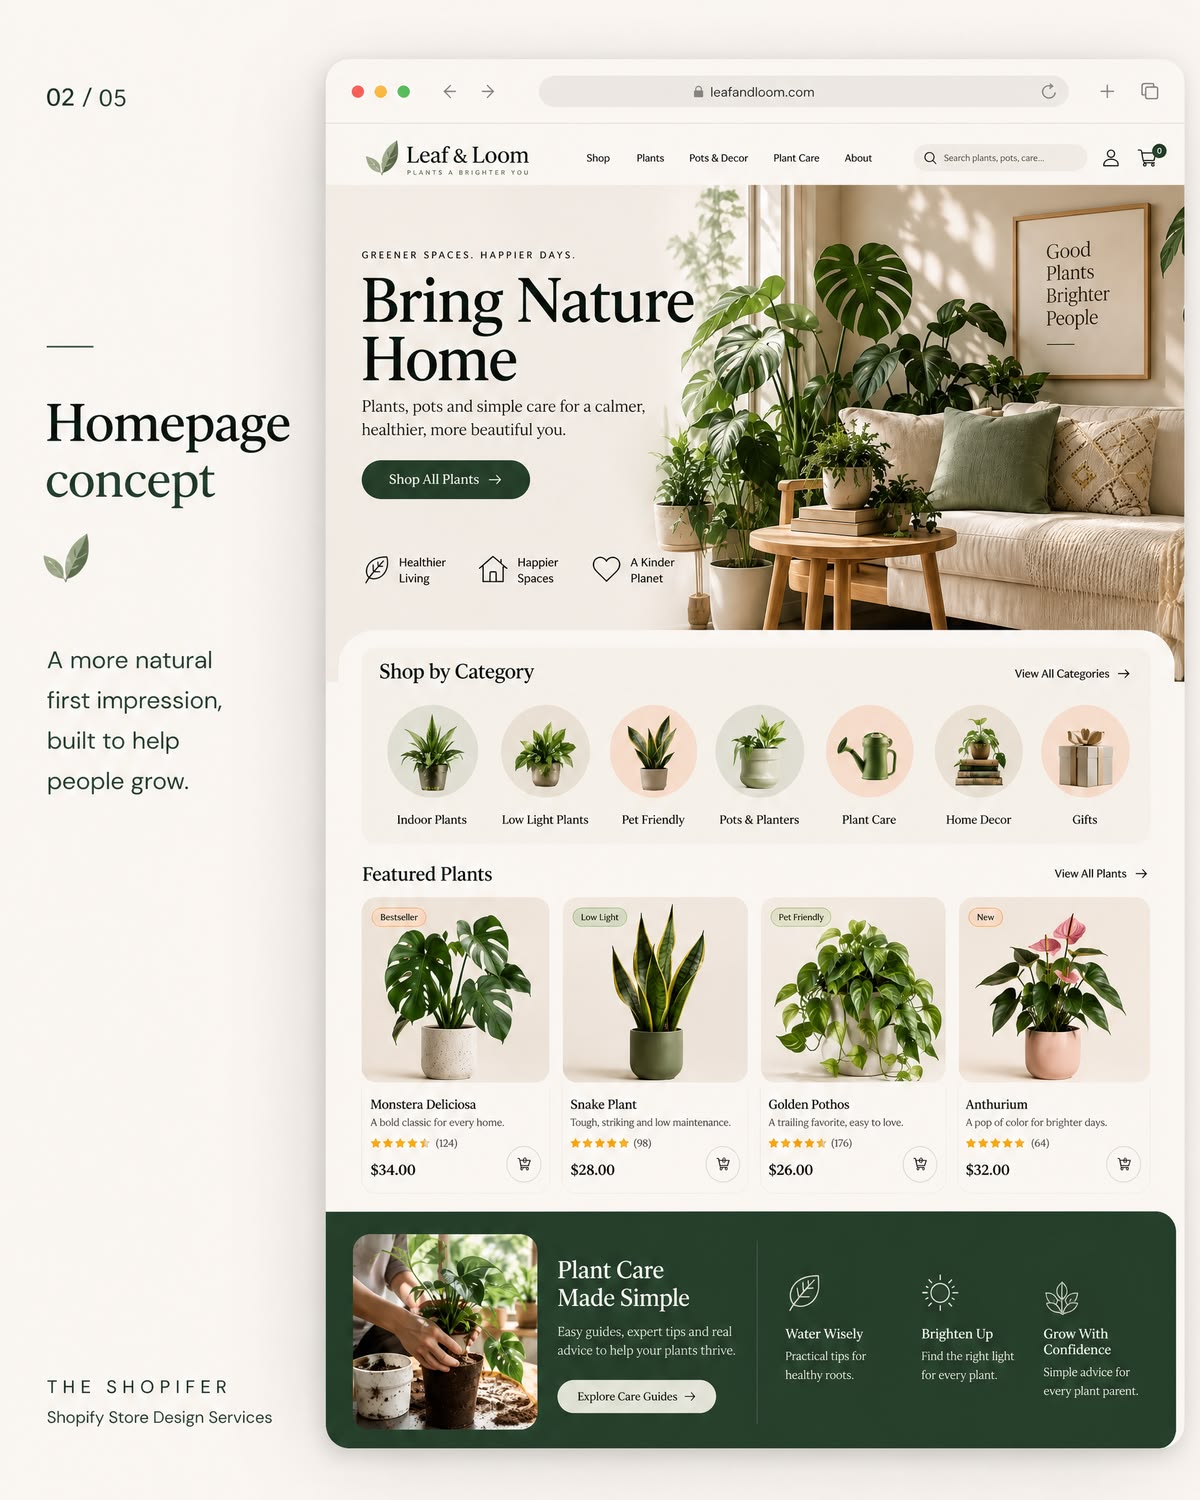 02 / 05
Homepage
concept
A more natural
first impression,
built to help
people grow.
THE SHOPIFER
Shopify Store Design Services
leafandloom.com
Leaf & Loom
PLANTS A BRIGHTER YOU
Shop Plants Pots & Decor Plant Care About
Search plants, pots, care...
0
GREENER SPACES. HAPPIER DAYS.
Bring Nature
Home
Plants, pots and simple care for a calmer,
healthier, more beautiful you.
Shop All Plants
Healthier
Living
Happier
Spaces
A Kinder
Planet
Good
Plants
Brighter
People
Shop by Category
View All Categories
Indoor Plants
Low Light Plants
Pet Friendly
Pots & Planters
Plant Care
Home Decor
Gifts
Featured Plants
View All Plants
Bestseller
Monstera Deliciosa
A bold classic for every home.
(124)
$34.00
Low Light
Snake Plant
Tough, striking and low maintenance.
(98)
$28.00
Pet Friendly
Golden Pothos
A trailing favorite, easy to love.
(176)
$26.00
New
Anthurium
A pop of color for brighter days.
(64)
$32.00
Plant Care
Made Simple
Easy guides, expert tips and real
advice to help your plants thrive.
Explore Care Guides
Water Wisely
Practical tips for
healthy roots.
Brighten Up
Find the right light
for every plant.
Grow With
Confidence
Simple advice for
every plant parent.